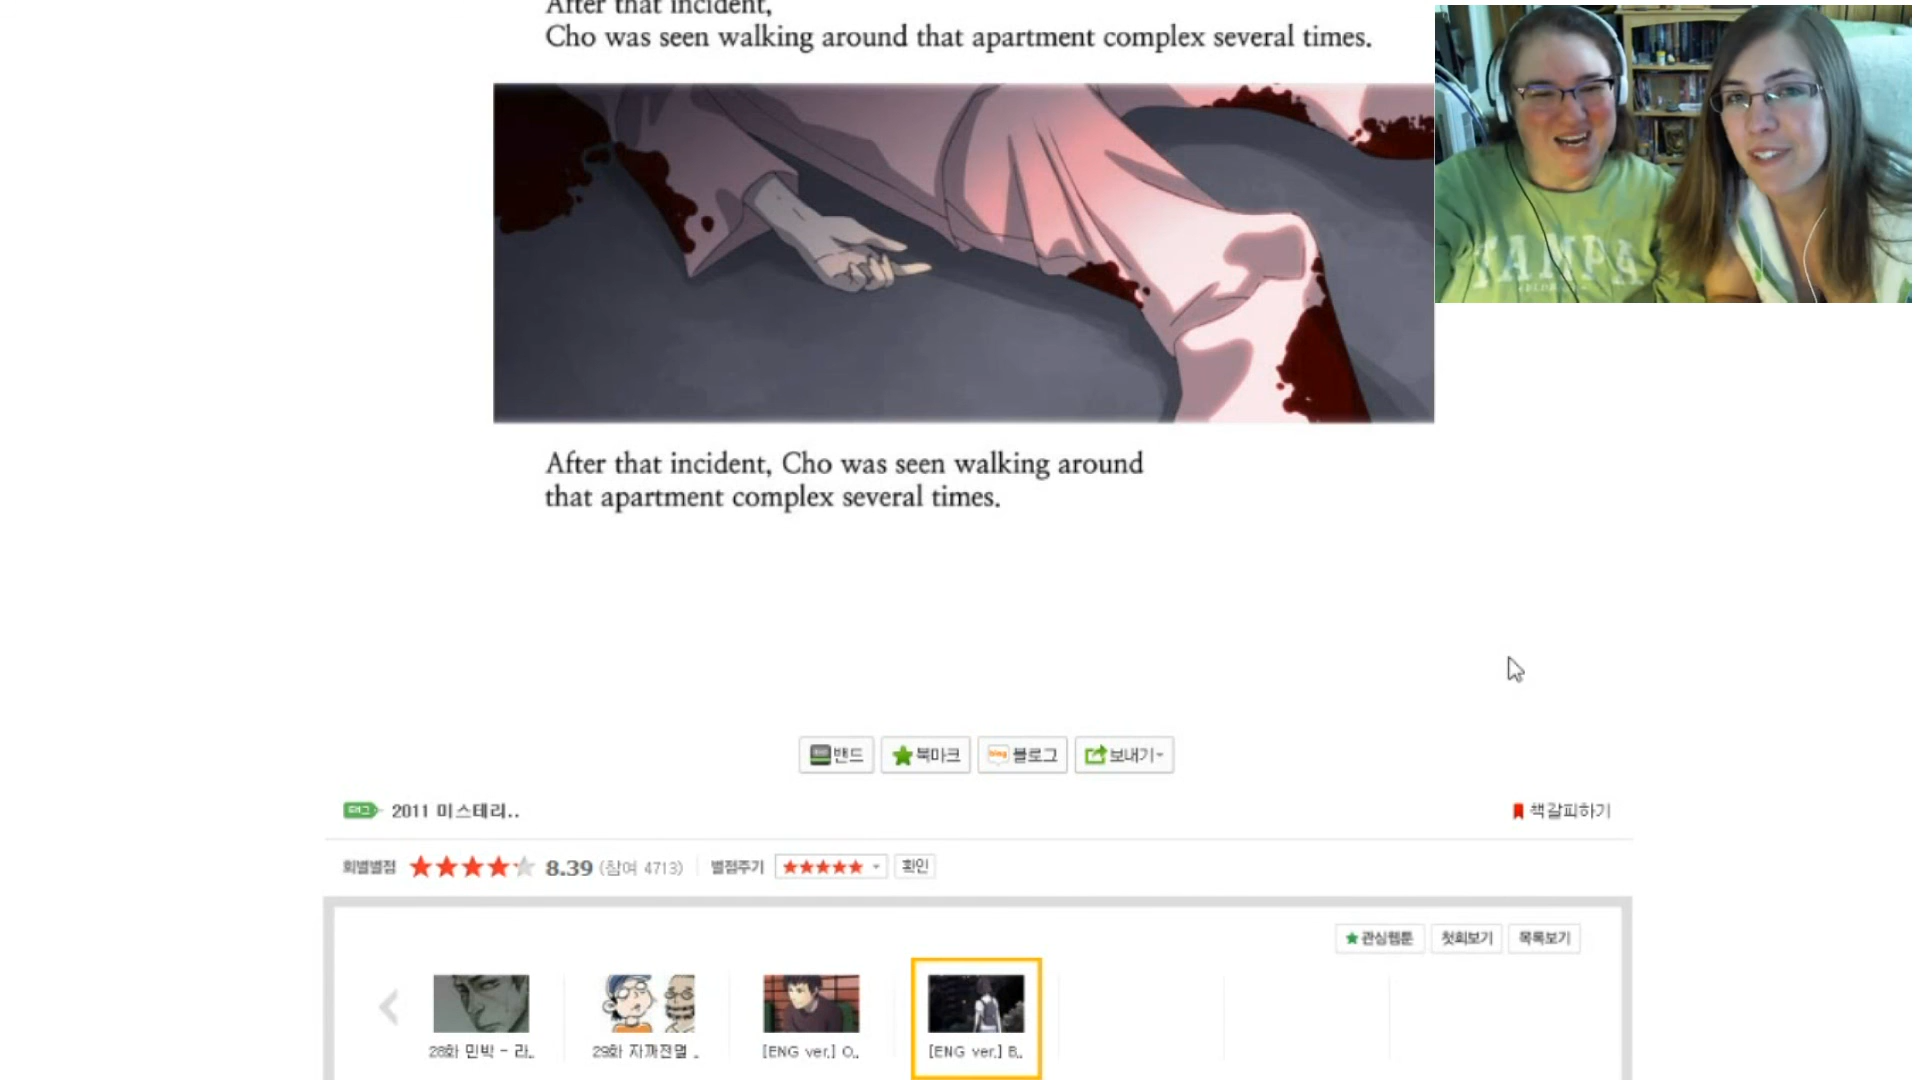 After that incident,
Cho was seen walking around that apartment complex several times.
TAMPA
After that incident, Cho was seen walking around
that apartment complex several times.
밴드 북마크 블로그 보내기
태그 2011 미스테리..
책갈피하기
회별별점 8.39 (참여 4713) 별점주기 확인
관심웹툰 첫회보기 목록보기
28화 민박 - 라..
29화 자까전멸 ..
[ENG ver.] O..
[ENG ver.] B..